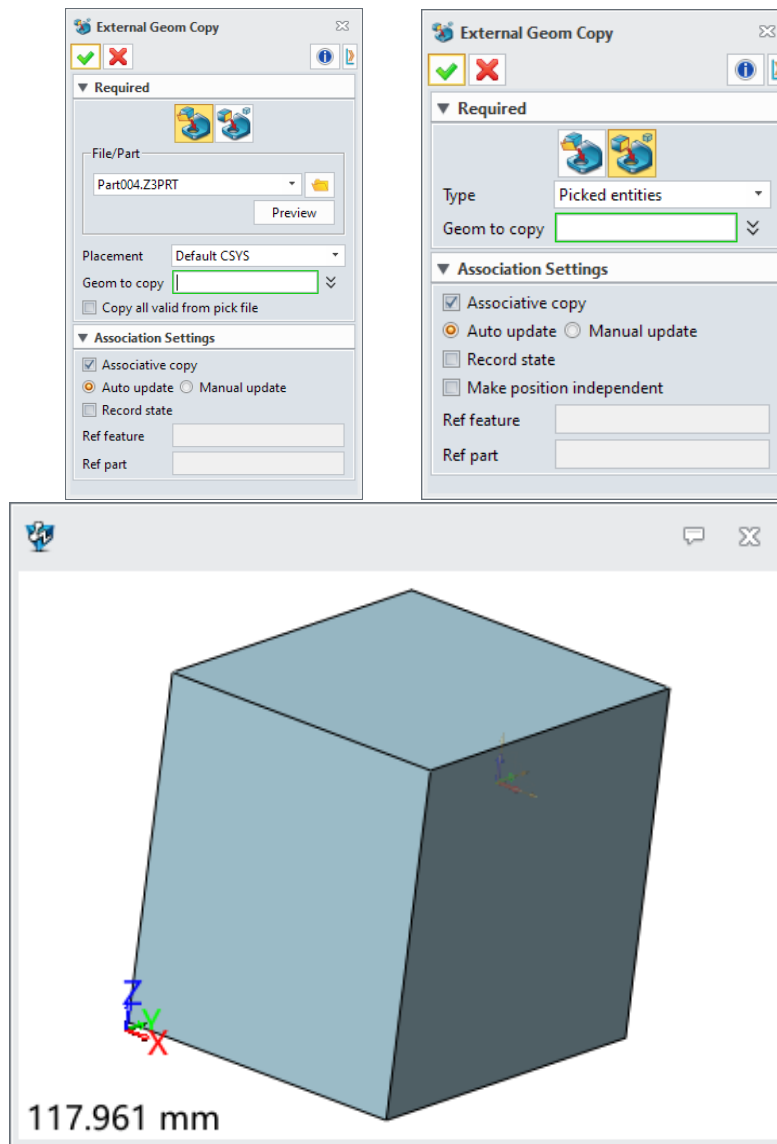 External Geom Copy
Required
File/Part
Part004.Z3PRT
Preview
Placement Default CSYS
Geom to copy
Copy all valid from pick file
Association Settings
Associative copy
Auto update Manual update
Record state
Ref feature
Ref part
External Geom Copy
Required
Type Picked entities
Geom to copy
Association Settings
Associative copy
Auto update Manual update
Record state
Make position independent
Ref feature
Ref part
Z
Y
X
117.961 mm